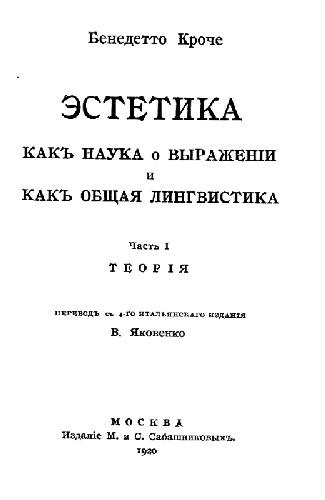 Бенедетто Кроче
ЭСТЕТИКА
КАКЪ НАУКА О ВЫРАЖЕНІИ
И
КАКЪ ОБЩАЯ ЛИНГВИСТИКА
Часть I
ТЕОРІЯ
ПЕРЕВОДЪ съ 4-ГО ИТАЛЬЯНСКАГО ИЗДАНІЯ
В. Яковенко
МОСКВА
Изданіе М. и С. Сабашниковыхъ.
1920